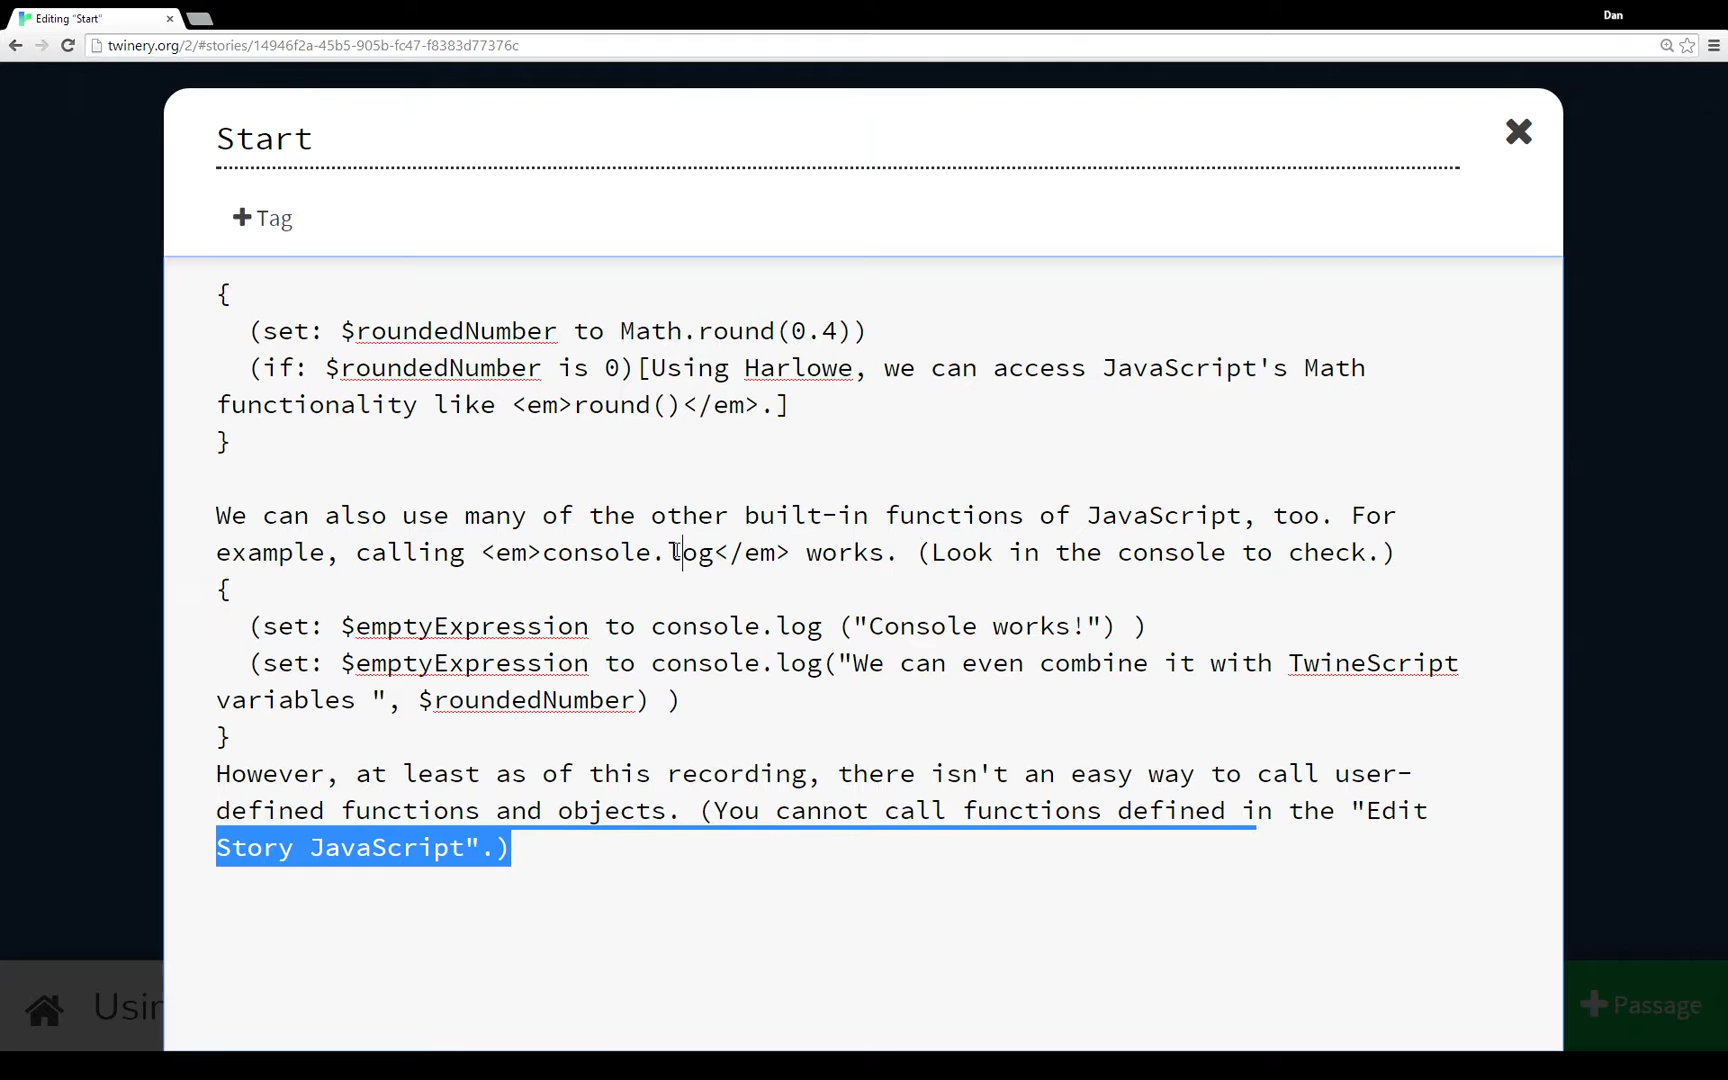 Editing "Start"
Dan
twinery.org/2/#stories/14946f2a-45b5-905b-fc47-f8383d77376c
Start
Tag
{
(set: $roundedNumber to Math.round(0.4))
(if: $roundedNumber is 0)[Using Harlowe, we can access JavaScript's Math
functionality like <em>round()</em>.]
}
We can also use many of the other built-in functions of JavaScript, too. For
example, calling <em>console.log</em> works. (Look in the console to check.)
{
(set: $emptyExpression to console.log ("Console works!") )
(set: $emptyExpression to console.log("We can even combine it with TwineScript
variables ", $roundedNumber) )
}
However, at least as of this recording, there isn't an easy way to call user-
defined functions and objects. (You cannot call functions defined in the "Edit
Story JavaScript".)
Usin
Passage